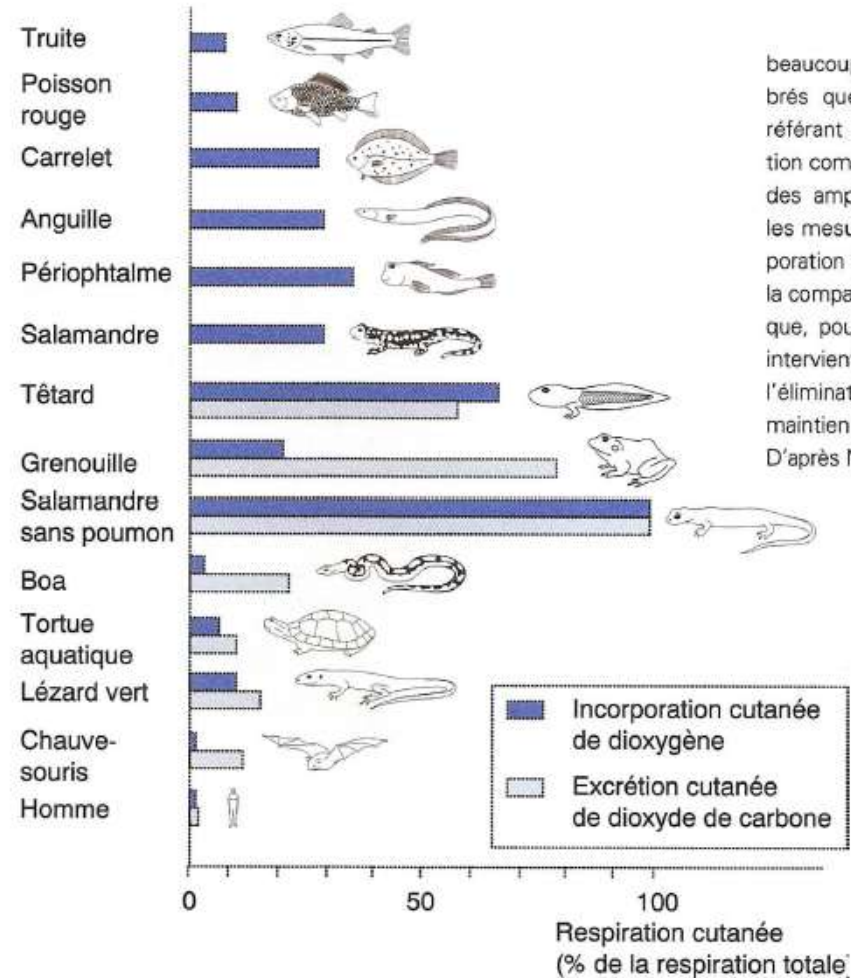 Truite
Poisson
rouge
Carrelet
Anguille
Périophtalme
Salamandre
Têtard
Grenouille
Salamandre
sans poumon
Boa
Tortue
aquatique
Lézard vert
Chauve-
souris
Homme
Incorporation cutanée
de dioxygène
Excrétion cutanée
de dioxyde de carbone
0
50
100
Respiration cutanée
(% de la respiration totale)
beaucoup
brés que
référant
tion com
des amp
les mesu
poration
la compa
que, pou
intervien
l'élimina
maintien
D'après